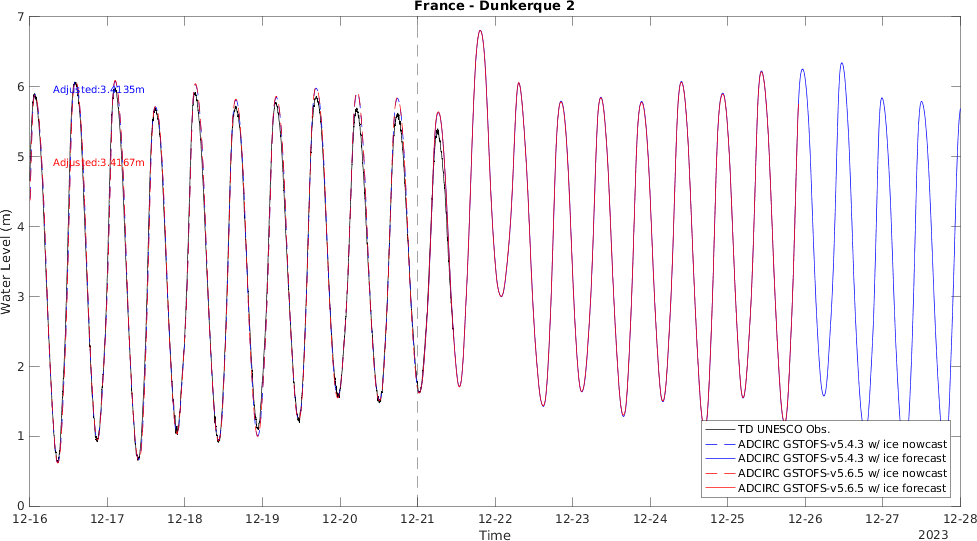 France - Dunkerque 2
7
6
5
4
3
2
1
0
Water Level (m)
Adjusted:3.4135m
Adjusted:3.4167m
TD UNESCO Obs.
ADCIRC GSTOFS-v5.4.3 w/ ice nowcast
ADCIRC GSTOFS-v5.4.3 w/ ice forecast
ADCIRC GSTOFS-v5.6.5 w/ ice nowcast
ADCIRC GSTOFS-v5.6.5 w/ ice forecast
12-16 12-17 12-18 12-19 12-20 12-21 12-22 12-23 12-24 12-25 12-26 12-27 12-28
Time
2023